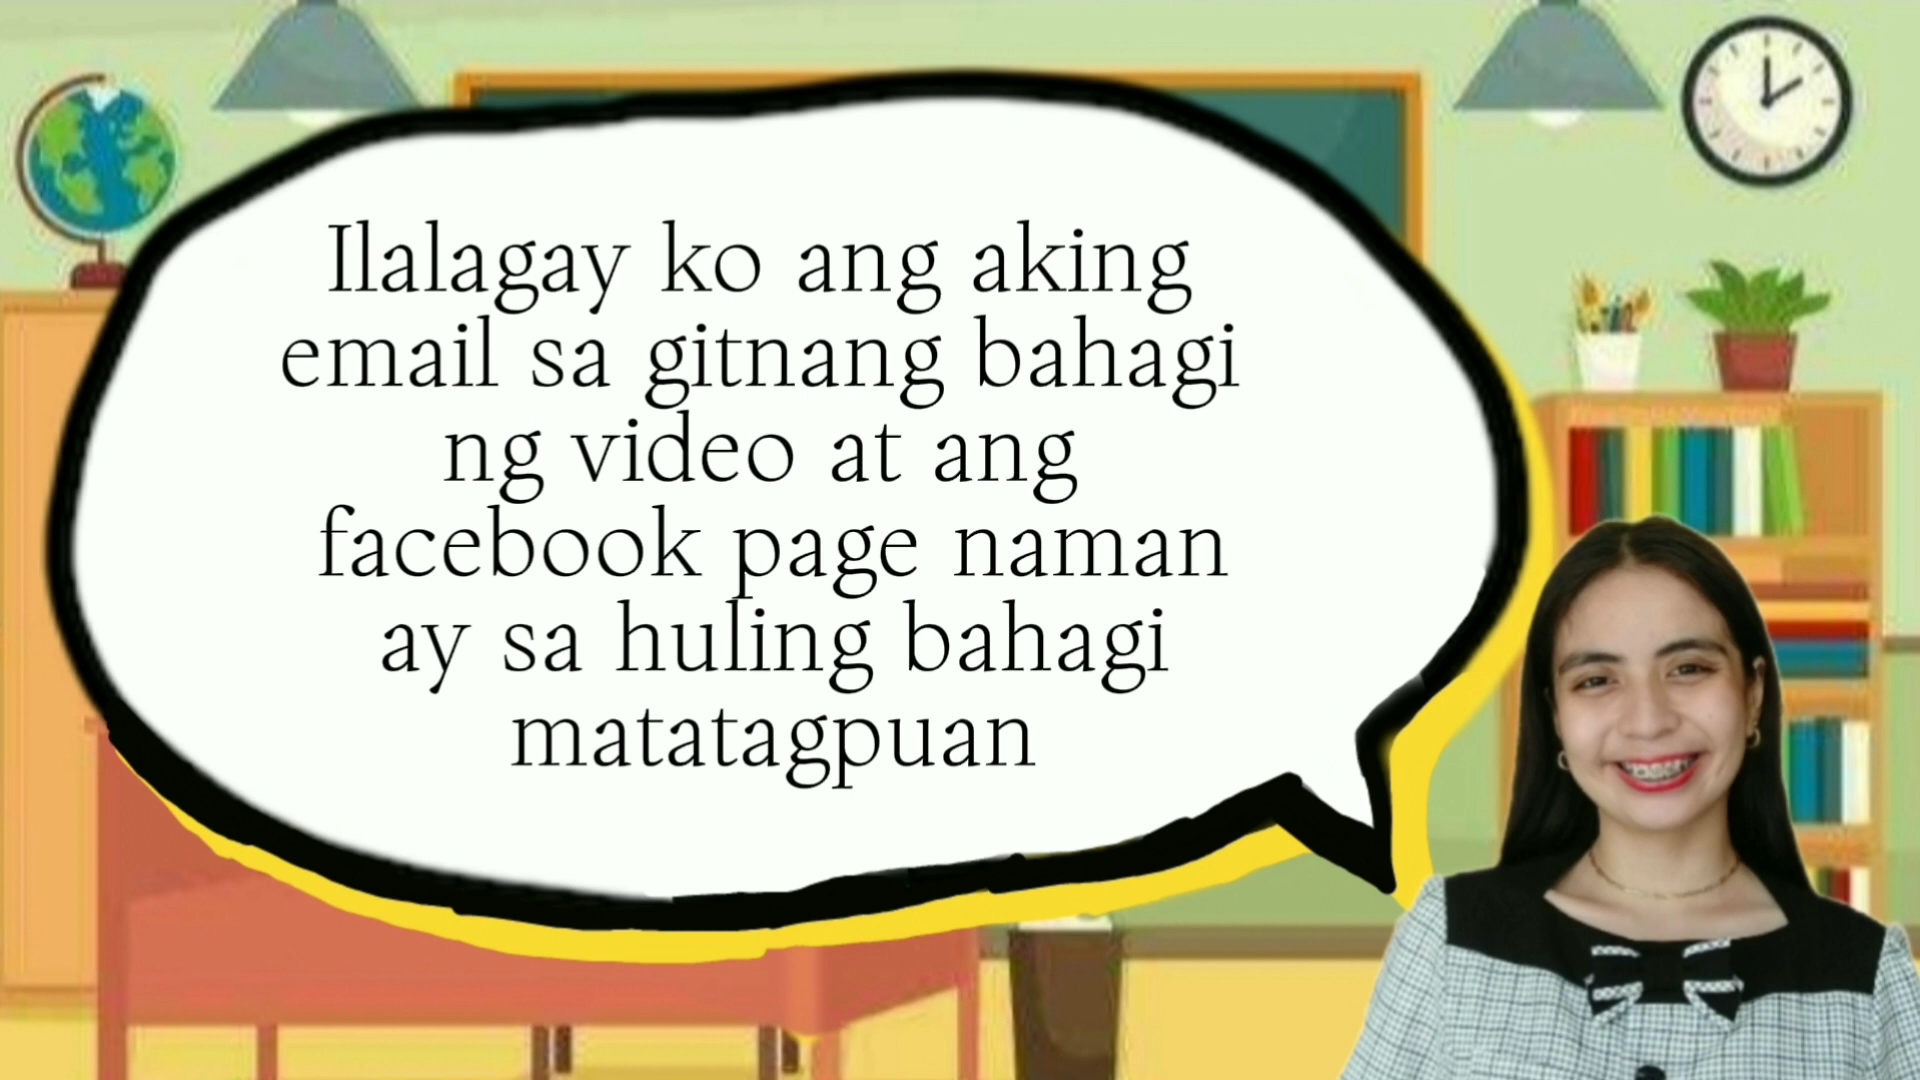 Ilalagay ko ang aking
email sa gitnang bahagi
ng video at ang
facebook page naman
ay sa huling bahagi
matatagpuan